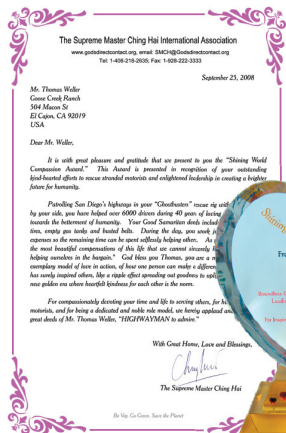 The Supreme Master Ching Hai International Association
www.godsdirectcontact.org, email: SMCH@Godsdirectcontact.org
Tel: 1-408-218-2635; Fax: 1-928-222-3333
September 25, 2008
Mr. Thomas Weller
Goose Creek Ranch
504 Macon St
El Cajon, CA 92019
USA
Dear Mr. Weller,
It is with great pleasure and gratitude that we present to you the "Shining World
Compassion Award." This Award is presented in recognition of your outstanding
kind-hearted efforts to rescue stranded motorists and enlightened leadership in creating a brighter
future for humanity.
Patrolling San Diego's highways in your "Ghostbusters" rescue rig with
by your side, you have helped over 6000 drivers during 40 years of loving
towards the betterment of humanity. Your Good Samaritan deeds includ
tires, empty gas tanks and busted belts. During the day, you work
expenses so the remaining time can be spent selflessly helping others. As
the most beautiful compensations of this life that we cannot sincerely
helping ourselves in the bargain." God bless you Thomas, you are a
exemplary model of love in action, of how one person can make a differen
has surely inspired others, like a ripple effect spreading out goodness to
new golden era where heartfelt kindness for each other is the norm.
For compassionately devoting your time and life to serving others, for
motorists, and for being a dedicated and noble role model, we hereby applaud and
great deeds of Mr. Thomas Weller, "HIGHWAYMAN to admire."
With Great Honor, Love and Blessings,
The Supreme Master Ching Hai
Be Veg. Go Green. Save the Planet
Shining